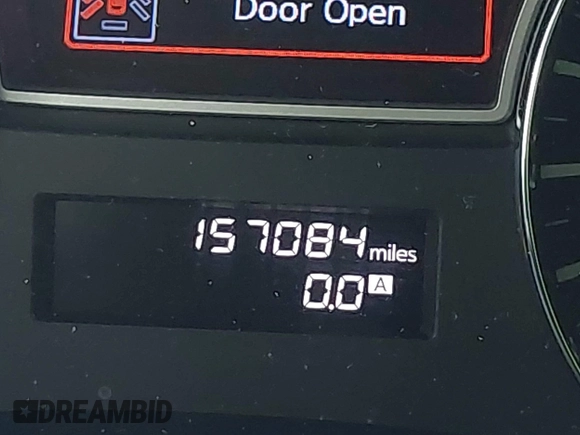 Door Open
157084 miles
0.0 A
DREAMBID